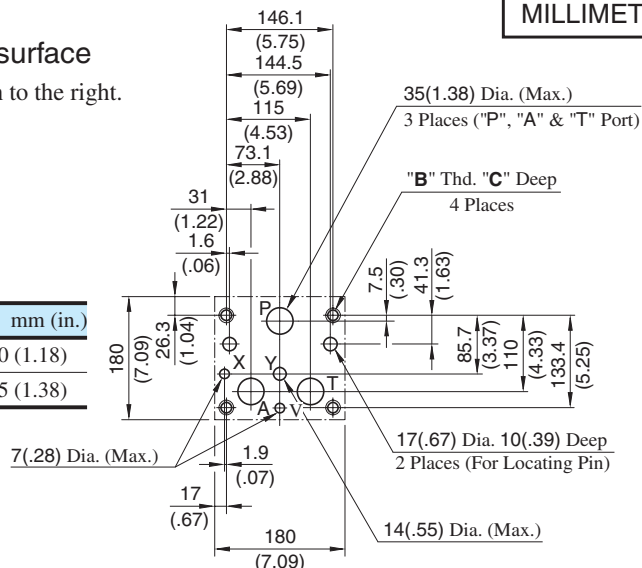 MILLIMET
surface
n to the right.
146.1
(5.75)
144.5
(5.69)
115
(4.53)
73.1
(2.88)
31
(1.22)
1.6
(.06)
35(1.38) Dia. (Max.)
3 Places ("P", "A" & "T" Port)
"B" Thd. "C" Deep
4 Places
7.5
(.30)
41.3
(1.63)
mm (in.)
0 (1.18)
5 (1.38)
180
(7.09)
26.3
(1.04)
P
X
Y
T
A
V
85.7
(3.37)
110
(4.33)
133.4
(5.25)
7(.28) Dia. (Max.)
1.9
(.07)
17
(.67)
180
(7.09)
17(.67) Dia. 10(.39) Deep
2 Places (For Locating Pin)
14(.55) Dia. (Max.)